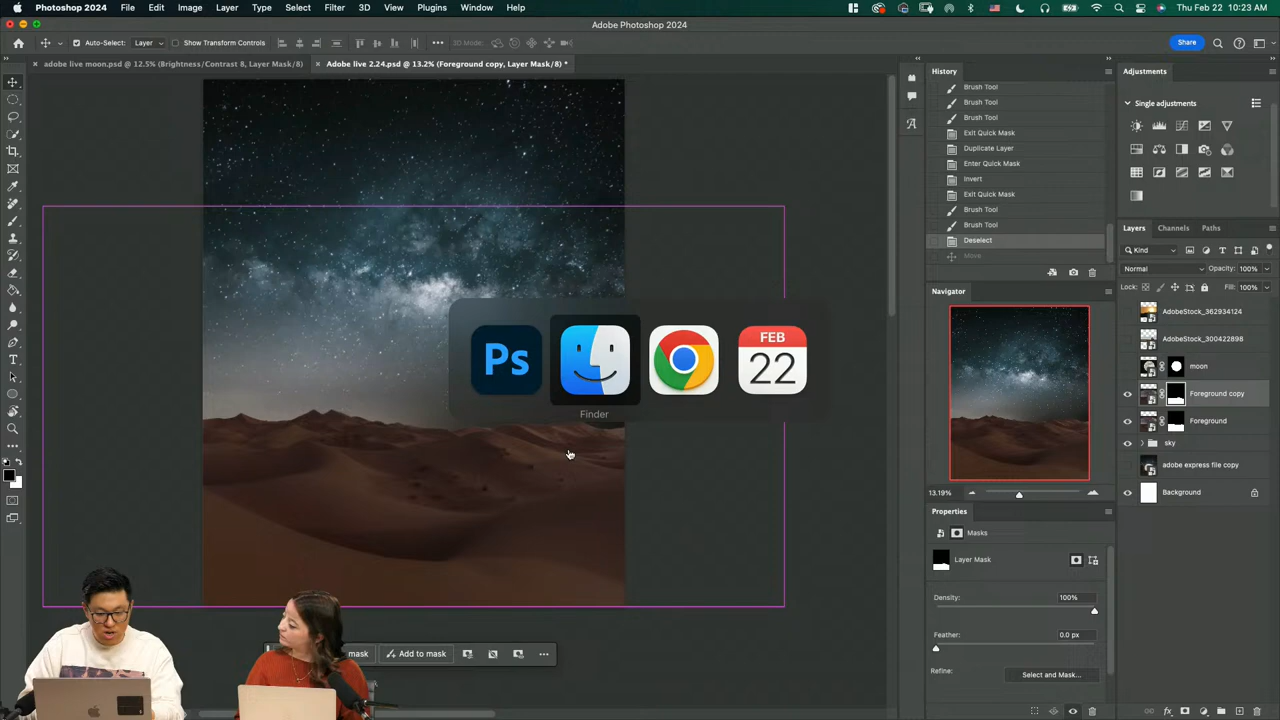 Photoshop 2024 File Edit Image Layer Type Select Filter 3D View Plugins Window Help Thu Feb 22 10:23 AM
Adobe Photoshop 2024
Auto-Select: Layer Show Transform Controls 3D Mode: Share
adobe live moon.psd @ 12.5% (Brightness/Contrast 8, Layer Mask/8) Adobe live 2.24.psd @ 13.2% (Foreground copy, Layer Mask/8) *
History
Brush Tool
Brush Tool
Brush Tool
Exit Quick Mask
Duplicate Layer
Enter Quick Mask
Invert
Exit Quick Mask
Brush Tool
Brush Tool
Deselect
Move
Navigator
13.19%
Properties
Masks
Layer Mask
Density: 100%
Feather: 0.0 px
Refine: Select and Mask...
Adjustments
Single adjustments
Layers Channels Paths
Kind
Normal Opacity: 100%
Lock: Fill: 100%
AdobeStock_362934124
AdobeStock_300422898
moon
Foreground copy
Foreground
sky
adobe express file copy
Background
Ps
FEB
22
Finder
mask Add to mask